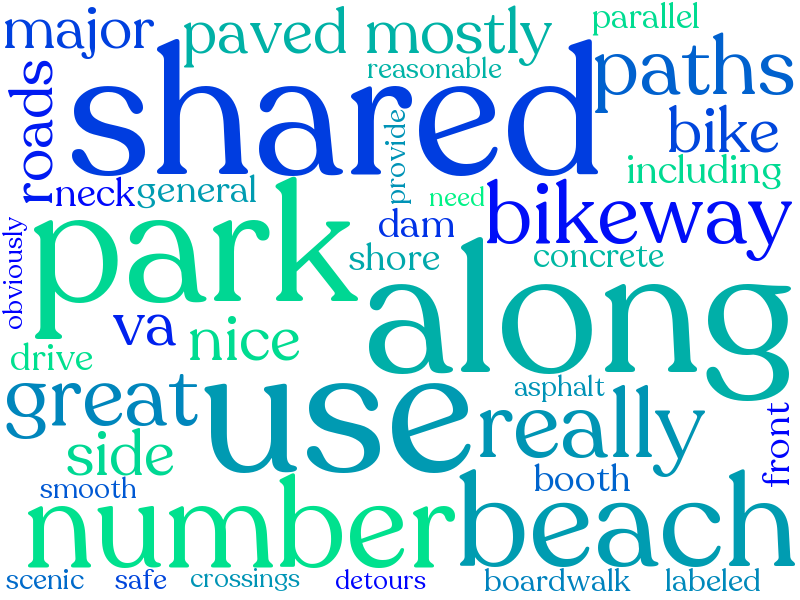 major
paved
mostly
parallel
reasonable
paths
roads
shared
provide
bike
including
neck
general
need
park
dam
bikeway
obviously
shore
concrete
va
nice
along
drive
great
use
really
asphalt
front
side
booth
smooth
number
beach
scenic
safe
crossings
detours
boardwalk
labeled